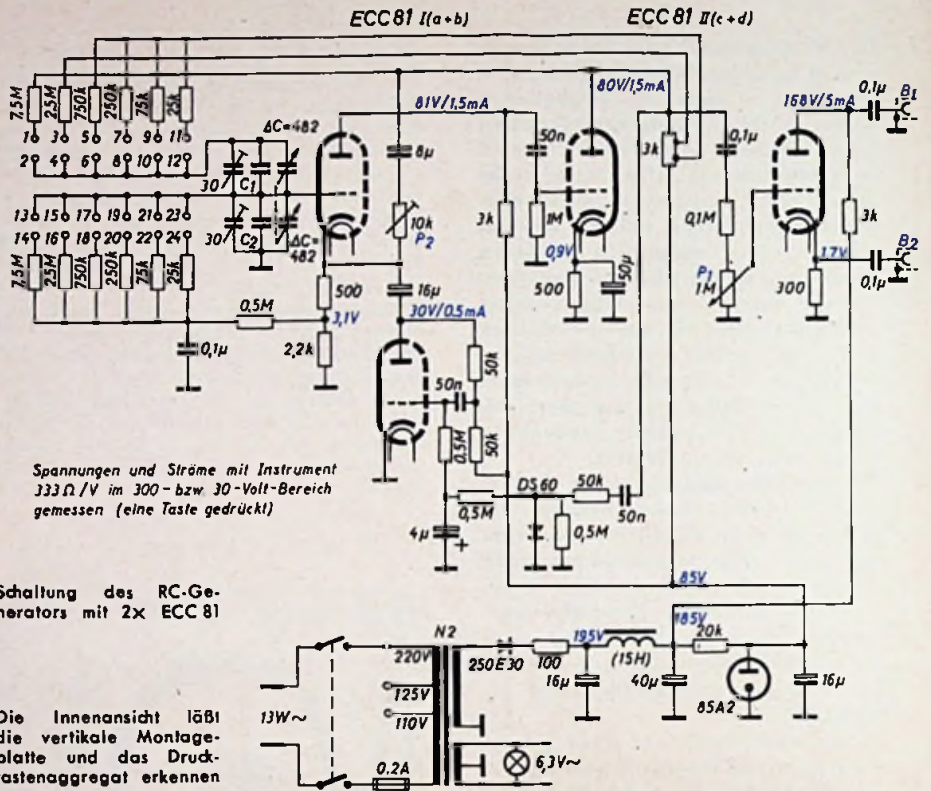 ECC 81 I(a+b)
ECC 81 II(c+d)
7,5M
2,5M
750k
250k
75k
25k
1 3 5 7 9 11
2 4 6 8 10 12
30
C1
ΔC=482
81V/1,5mA
80V/1,5mA
168V/5mA
0,1µ
B1
8µ
50n
3k
0,1µ
3k
13 15 17 19 21 23
14 16 18 20 22 24
30
C2
ΔC=
482
10k
P2
3k
1M
0,9V
0,1M
1,7V
B2
7,5M
2,5M
750k
250k
75k
25k
500
16µ
500
50µ
P1
1M
300
0,1µ
0,5M
3,1V
30V/0,5mA
0,1µ
2,2k
50k
50n
0,5M
50k
Spannungen und Ströme mit Instrument
333 Ω/V im 300- bzw. 30-Volt-Bereich
gemessen (eine Taste gedrückt)
DS 60
50k
0,5M
50n
4µ
+
0,5M
85V
Schaltung des RC-Ge-
nerators mit 2x ECC 81
N2
195V
185V
20k
220V
250 E 30
100
(15H)
125V
16µ
40µ
16µ
13W~
110V
85A2
Die Innenansicht läßt
die vertikale Montage-
platte und das Druck-
tastenaggregat erkennen
0,2A
6,3V~